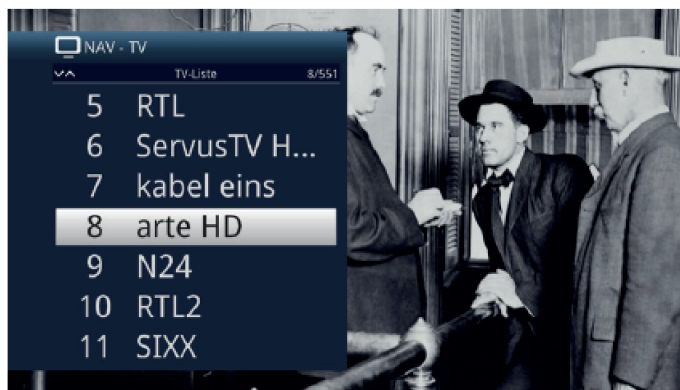 NAV - TV
TV-Liste 8/551
5 RTL
6 ServusTV H...
7 kabel eins
8 arte HD
9 N24
10 RTL2
11 SIXX